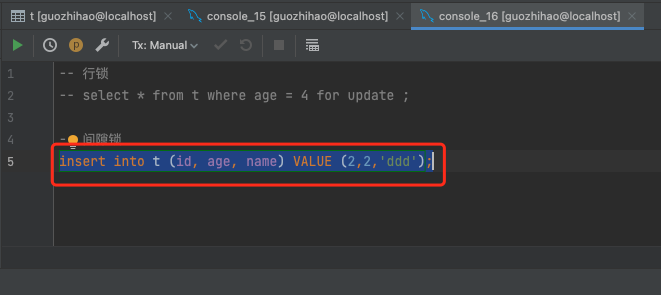 t [guozhihao@localhost] console_15 [guozhihao@localhost] console_16 [guozhihao@localhost]
Tx: Manual
1 -- 行锁
2 -- select * from t where age = 4 for update ;
3
4 - 间隙锁
5 insert into t (id, age, name) VALUE (2,2,'ddd');